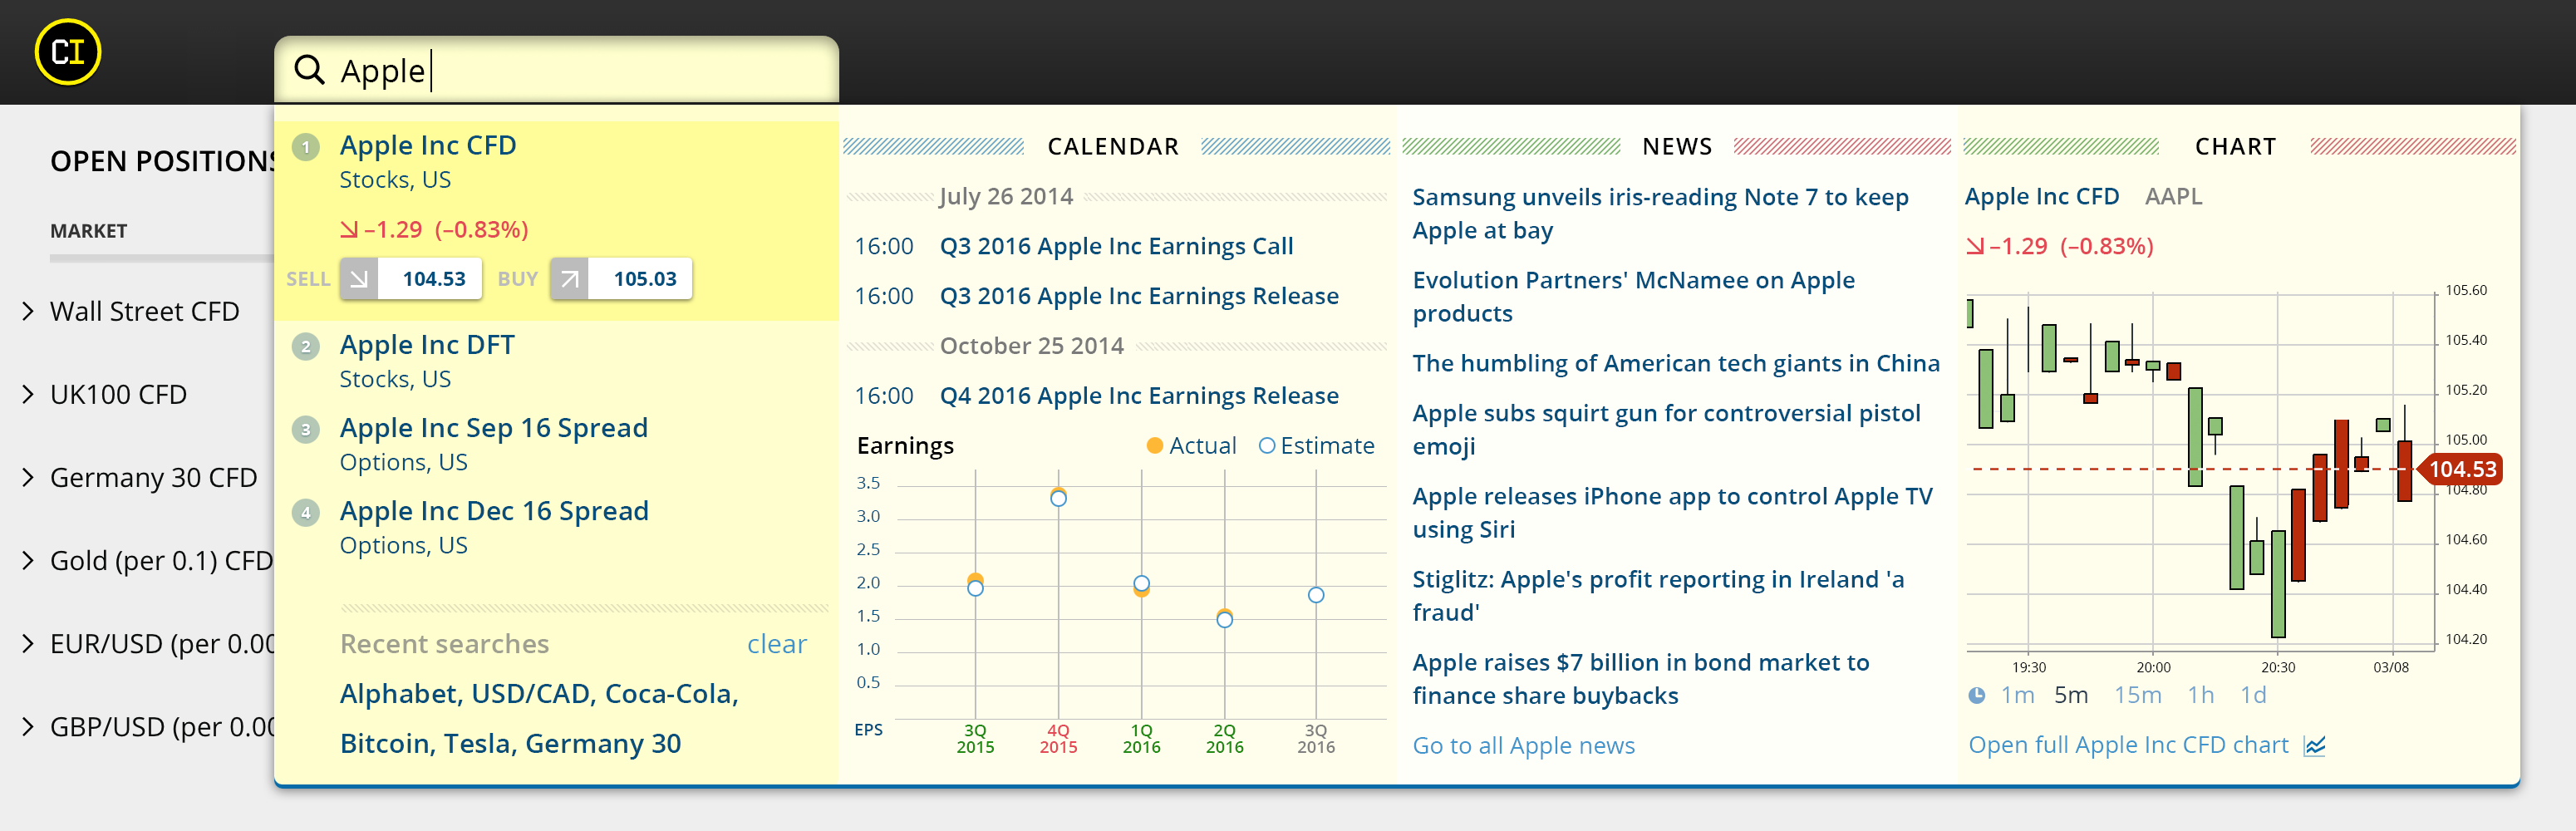 CI
Apple
OPEN POSITIONS
MARKET
Wall Street CFD
UK100 CFD
Germany 30 CFD
Gold (per 0.1) CFD
EUR/USD (per 0.00
GBP/USD (per 0.00
1 Apple Inc CFD
Stocks, US
–1.29 (–0.83%)
SELL 104.53 BUY 105.03
2 Apple Inc DFT
Stocks, US
3 Apple Inc Sep 16 Spread
Options, US
4 Apple Inc Dec 16 Spread
Options, US
Recent searches clear
Alphabet, USD/CAD, Coca-Cola,
Bitcoin, Tesla, Germany 30
CALENDAR
July 26 2014
16:00 Q3 2016 Apple Inc Earnings Call
16:00 Q3 2016 Apple Inc Earnings Release
October 25 2014
16:00 Q4 2016 Apple Inc Earnings Release
Earnings Actual Estimate
3.5
3.0
2.5
2.0
1.5
1.0
0.5
EPS 3Q 4Q 1Q 2Q 3Q
2015 2015 2016 2016 2016
NEWS
Samsung unveils iris-reading Note 7 to keep
Apple at bay
Evolution Partners' McNamee on Apple
products
The humbling of American tech giants in China
Apple subs squirt gun for controversial pistol
emoji
Apple releases iPhone app to control Apple TV
using Siri
Stiglitz: Apple's profit reporting in Ireland 'a
fraud'
Apple raises $7 billion in bond market to
finance share buybacks
Go to all Apple news
CHART
Apple Inc CFD AAPL
–1.29 (–0.83%)
105.60
105.40
105.20
105.00
104.53
104.80
104.60
104.40
104.20
19:30 20:00 20:30 03/08
1m 5m 15m 1h 1d
Open full Apple Inc CFD chart